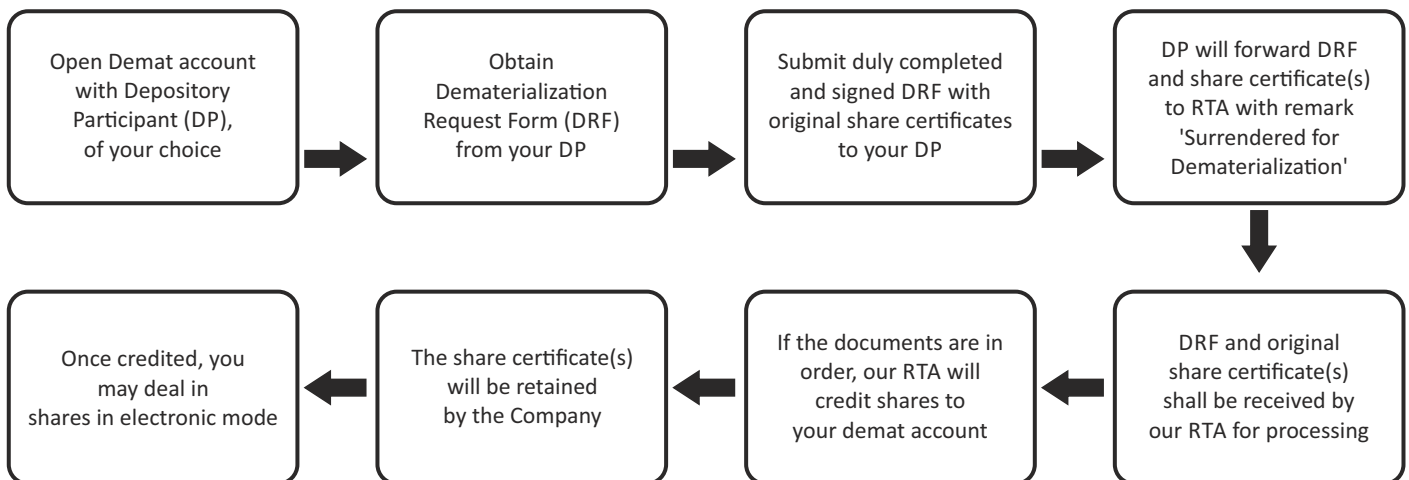 Open Demat account
with Depository
Participant (DP),
of your choice
Obtain
Dematerialization
Request Form (DRF)
from your DP
Submit duly completed
and signed DRF with
original share certificates
to your DP
DP will forward DRF
and share certificate(s)
to RTA with remark
'Surrendered for
Dematerialization'
DRF and original
share certificate(s)
shall be received by
our RTA for processing
If the documents are in
order, our RTA will
credit shares to
your demat account
The share certificate(s)
will be retained
by the Company
Once credited, you
may deal in
shares in electronic mode